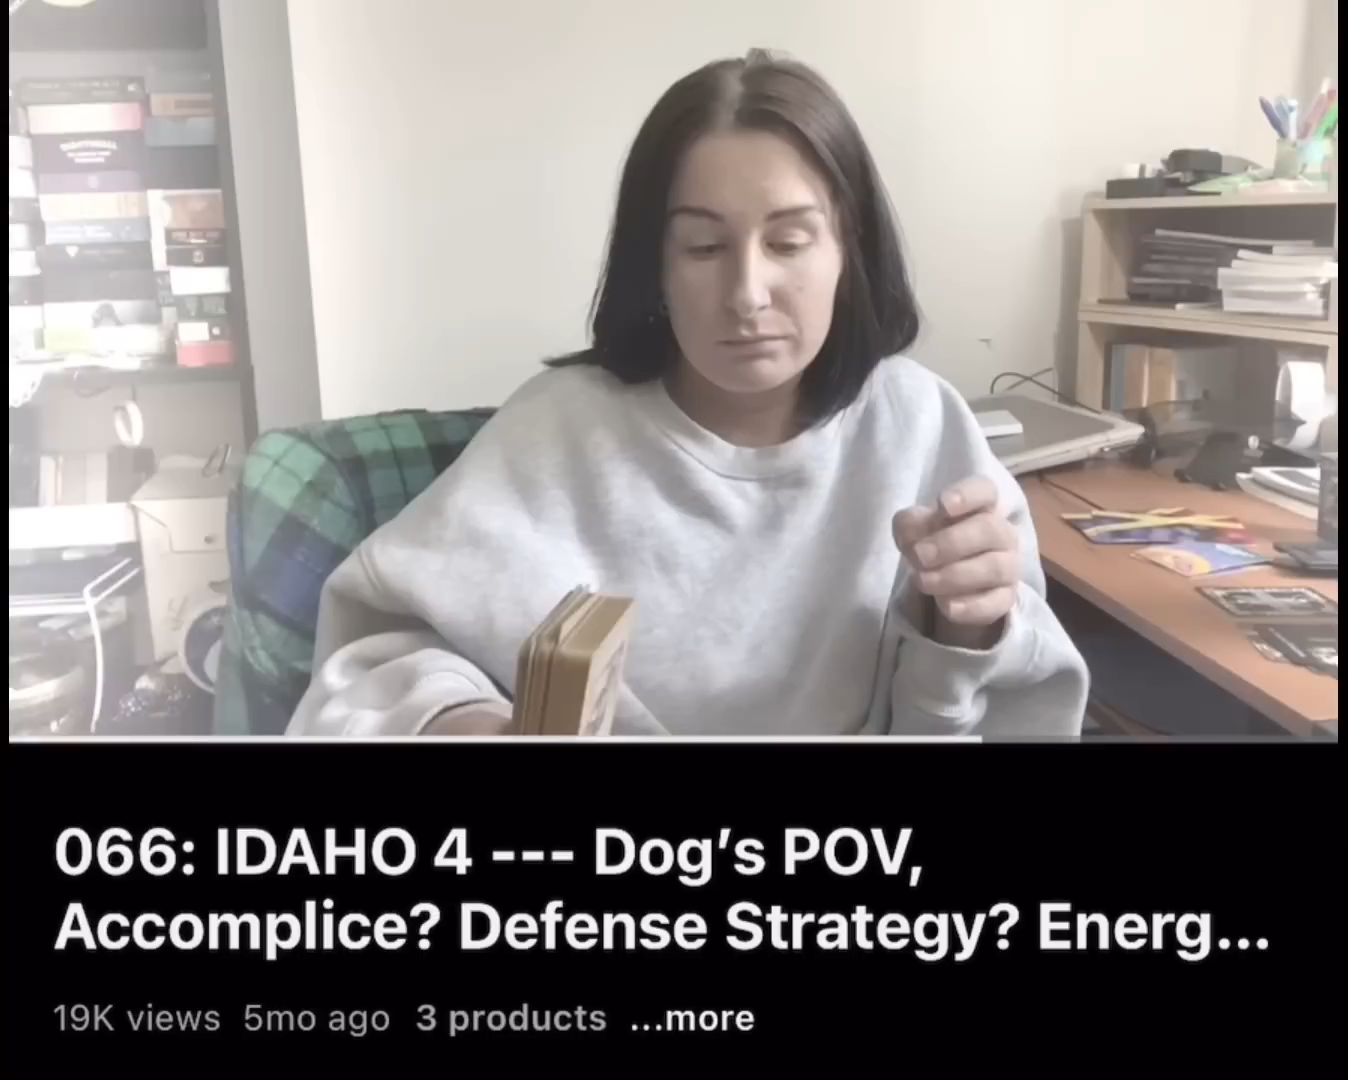 066: IDAHO 4 --- Dog’s POV,
Accomplice? Defense Strategy? Energ...
19K views 5mo ago 3 products ...more